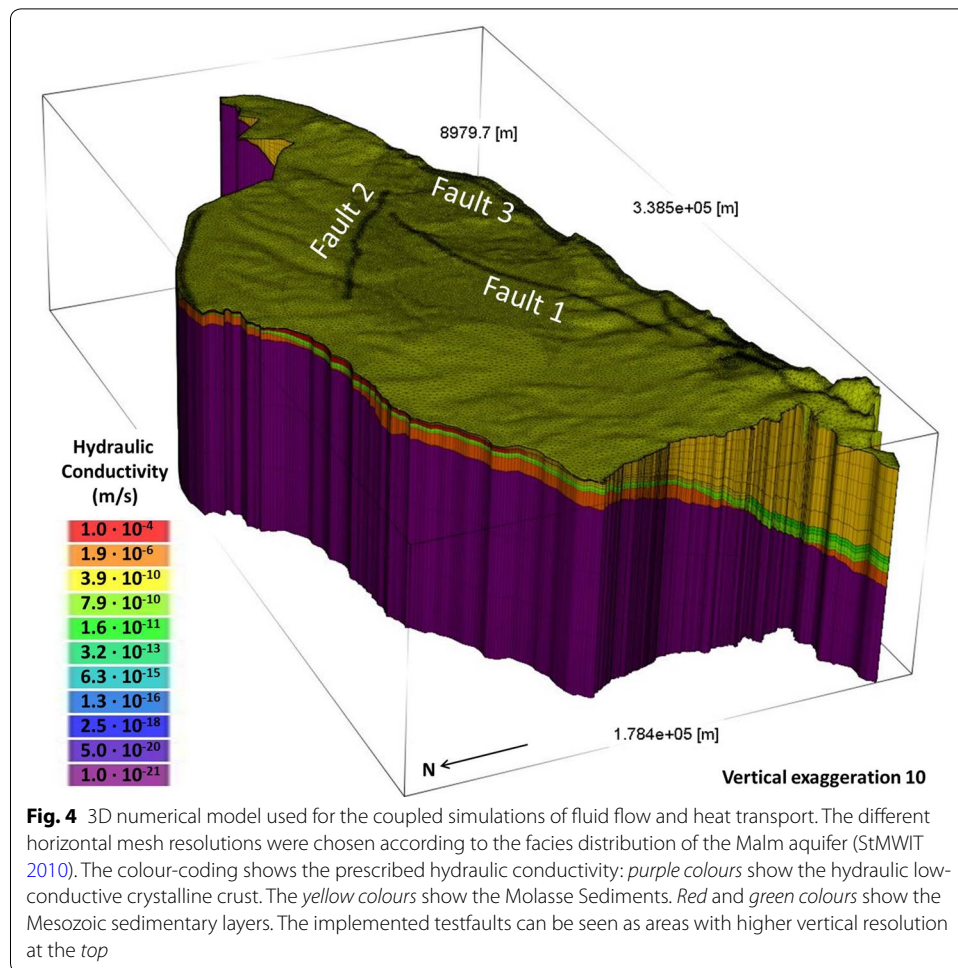 8979.7 [m]
3.385e+05 [m]
Fault 3
Fault 2
Fault 1
Hydraulic
Conductivity
(m/s)
1.0 · 10⁻⁴
1.9 · 10⁻⁶
3.9 · 10⁻¹⁰
7.9 · 10⁻¹⁰
1.6 · 10⁻¹¹
3.2 · 10⁻¹³
6.3 · 10⁻¹⁵
1.3 · 10⁻¹⁶
2.5 · 10⁻¹⁸
5.0 · 10⁻²⁰
1.0 · 10⁻²¹
1.784e+05 [m]
N
Vertical exaggeration 10
Fig. 4 3D numerical model used for the coupled simulations of fluid flow and heat transport. The different
horizontal mesh resolutions were chosen according to the facies distribution of the Malm aquifer (StMWIT
2010). The colour-coding shows the prescribed hydraulic conductivity: purple colours show the hydraulic low-
conductive crystalline crust. The yellow colours show the Molasse Sediments. Red and green colours show the
Mesozoic sedimentary layers. The implemented testfaults can be seen as areas with higher vertical resolution
at the top